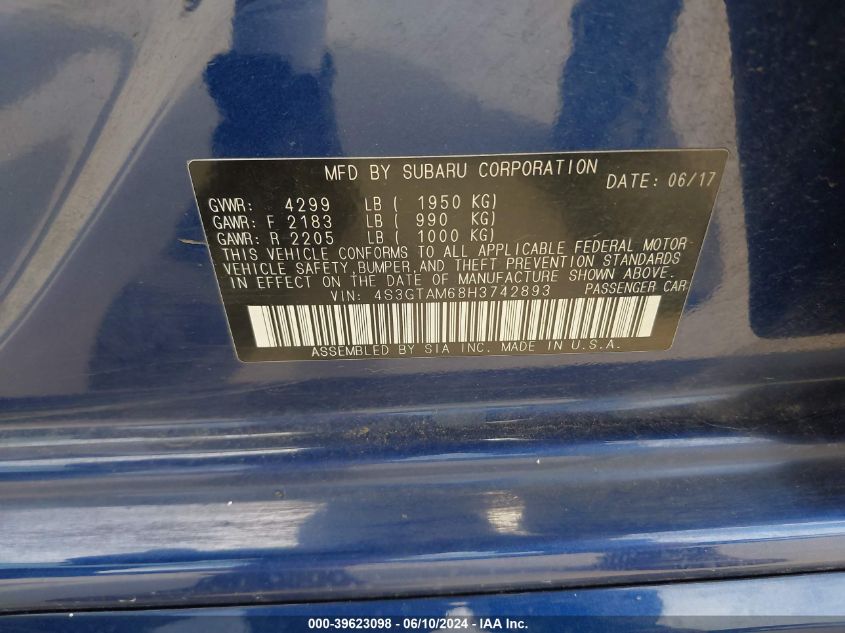 MFD BY SUBARU CORPORATION
DATE: 06/17
GVWR: 4299 LB ( 1950 KG)
GAWR: F 2183 LB ( 990 KG)
GAWR: R 2205 LB ( 1000 KG)
THIS VEHICLE CONFORMS TO ALL APPLICABLE FEDERAL MOTOR
VEHICLE SAFETY,BUMPER,AND THEFT PREVENTION STANDARDS
IN EFFECT ON THE DATE OF MANUFACTURE SHOWN ABOVE.
VIN: 4S3GTAM68H3742893 PASSENGER CAR
ASSEMBLED BY SIA INC. MADE IN U.S.A.
000-39623098 - 06/10/2024 - IAA Inc.